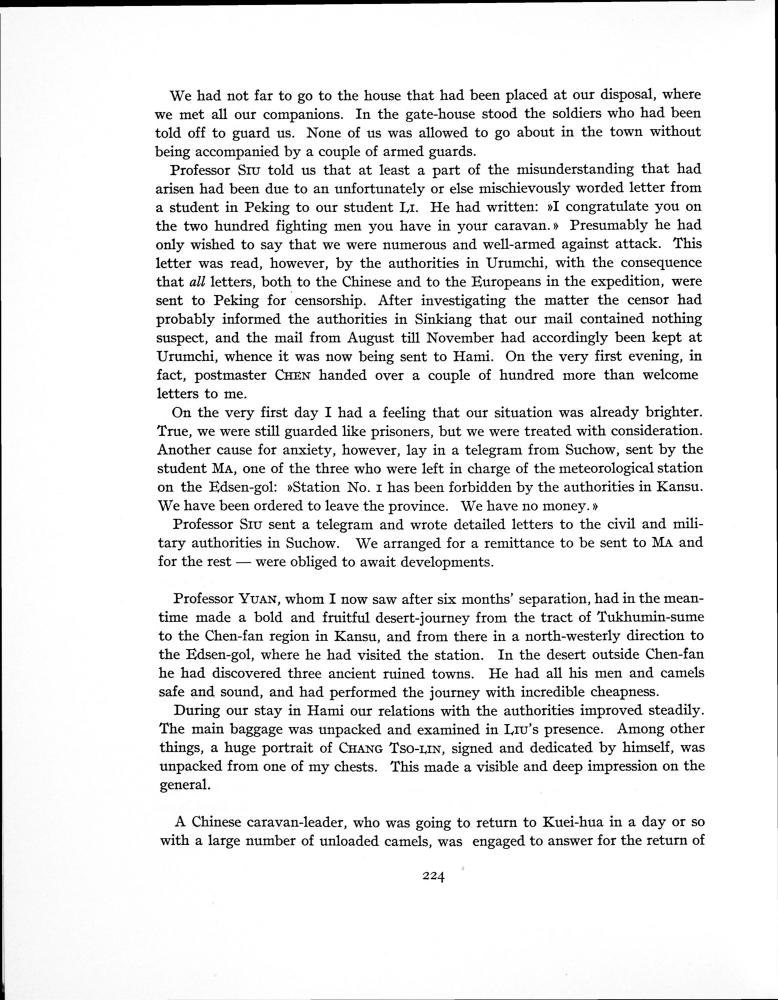 We had not far to go to the house that had been placed at our disposal, where
we met all our companions. In the gate-house stood the soldiers who had been
told off to guard us. None of us was allowed to go about in the town without
being accompanied by a couple of armed guards.
Professor SIU told us that at least a part of the misunderstanding that had
arisen had been due to an unfortunately or else mischievously worded letter from
a student in Peking to our student LI. He had written: »I congratulate you on
the two hundred fighting men you have in your caravan.» Presumably he had
only wished to say that we were numerous and well-armed against attack. This
letter was read, however, by the authorities in Urumchi, with the consequence
that all letters, both to the Chinese and to the Europeans in the expedition, were
sent to Peking for censorship. After investigating the matter the censor had
probably informed the authorities in Sinkiang that our mail contained nothing
suspect, and the mail from August till November had accordingly been kept at
Urumchi, whence it was now being sent to Hami. On the very first evening, in
fact, postmaster CHEN handed over a couple of hundred more than welcome
letters to me.
On the very first day I had a feeling that our situation was already brighter.
True, we were still guarded like prisoners, but we were treated with consideration.
Another cause for anxiety, however, lay in a telegram from Suchow, sent by the
student MA, one of the three who were left in charge of the meteorological station
on the Edsen-gol: »Station No. 1 has been forbidden by the authorities in Kansu.
We have been ordered to leave the province. We have no money.»
Professor SIU sent a telegram and wrote detailed letters to the civil and mili-
tary authorities in Suchow. We arranged for a remittance to be sent to MA and
for the rest — were obliged to await developments.
Professor YUAN, whom I now saw after six months' separation, had in the mean-
time made a bold and fruitful desert-journey from the tract of Tukhumin-sume
to the Chen-fan region in Kansu, and from there in a north-westerly direction to
the Edsen-gol, where he had visited the station. In the desert outside Chen-fan
he had discovered three ancient ruined towns. He had all his men and camels
safe and sound, and had performed the journey with incredible cheapness.
During our stay in Hami our relations with the authorities improved steadily.
The main baggage was unpacked and examined in LIU's presence. Among other
things, a huge portrait of CHANG TSO-LIN, signed and dedicated by himself, was
unpacked from one of my chests. This made a visible and deep impression on the
general.
A Chinese caravan-leader, who was going to return to Kuei-hua in a day or so
with a large number of unloaded camels, was engaged to answer for the return of
224